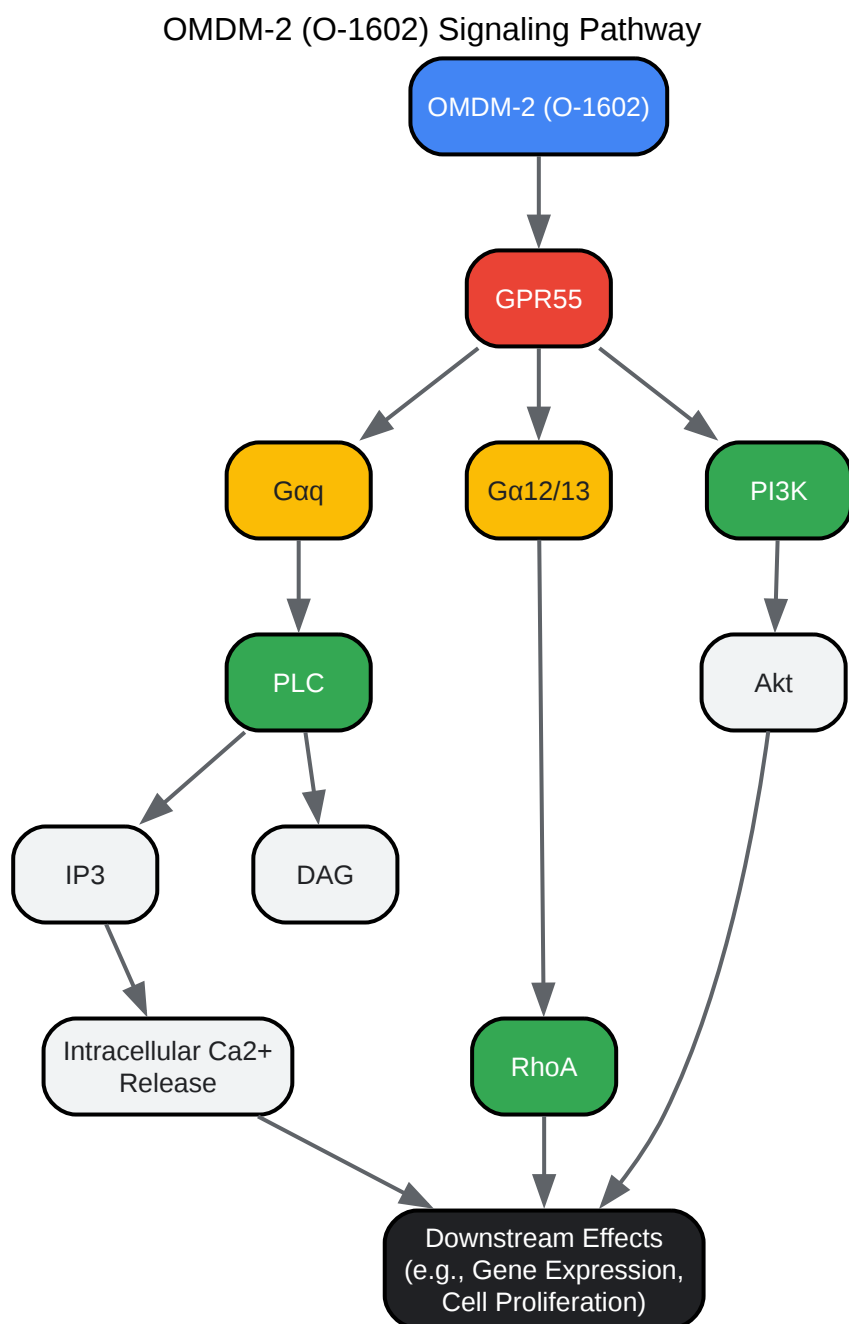 OMDM-2 (O-1602) Signaling Pathway
OMDM-2 (O-1602)
GPR55
Gαq
Gα12/13
PI3K
PLC
Akt
IP3
DAG
Intracellular Ca2+
Release
RhoA
Downstream Effects
(e.g., Gene Expression,
Cell Proliferation)